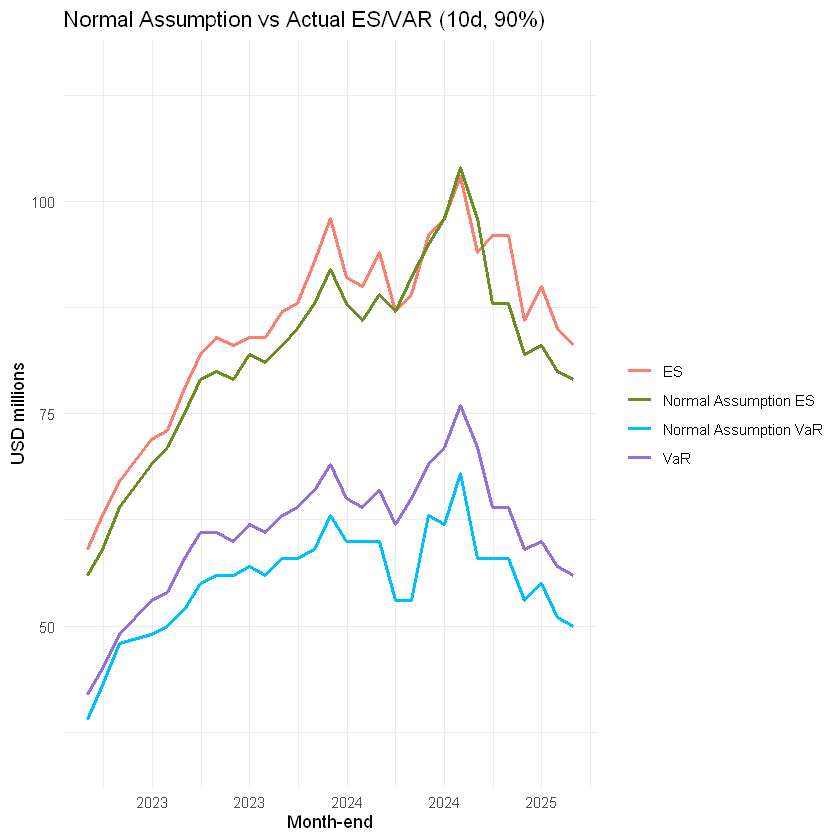 Normal Assumption vs Actual ES/VAR (10d, 90%)
USD millions
100
75
50
2023
2023
2024
2024
2025
Month-end
ES
Normal Assumption ES
Normal Assumption VaR
VaR